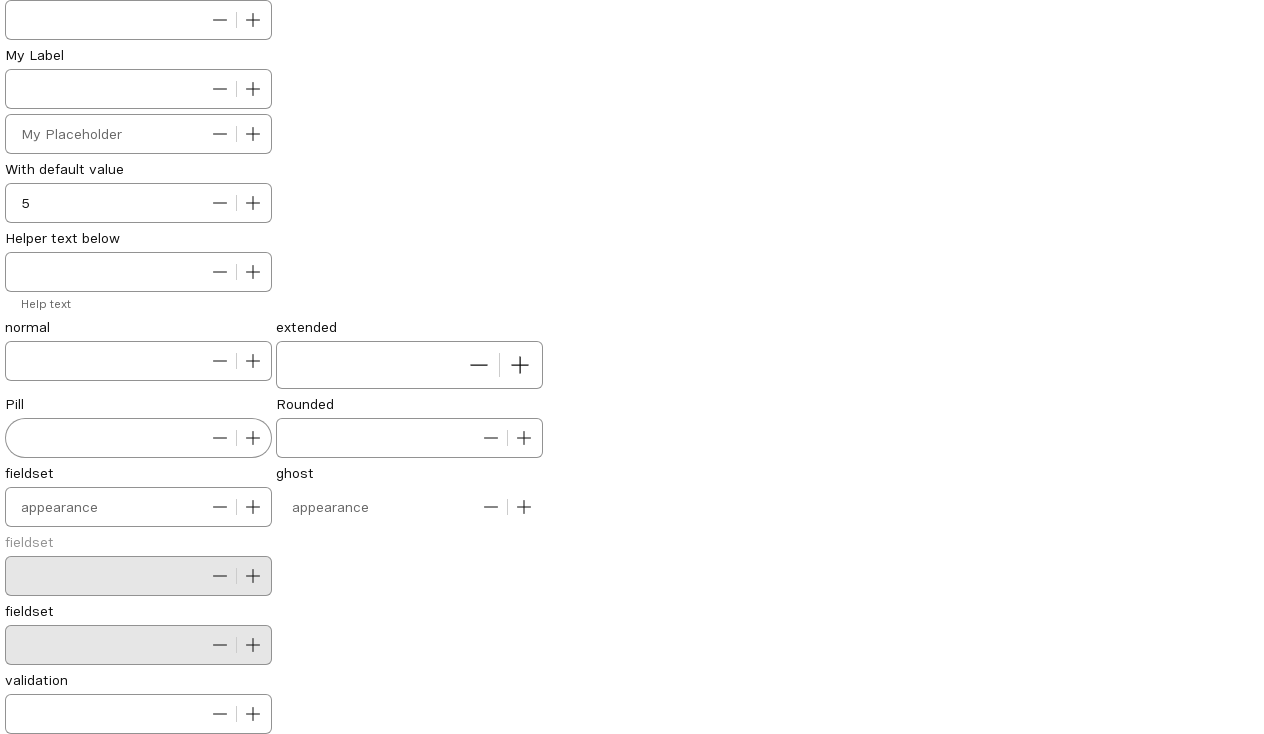 My Label
My Placeholder
With default value
5
Helper text below
Help text
normal extended
Pill Rounded
fieldset ghost
appearance appearance
fieldset
fieldset
validation